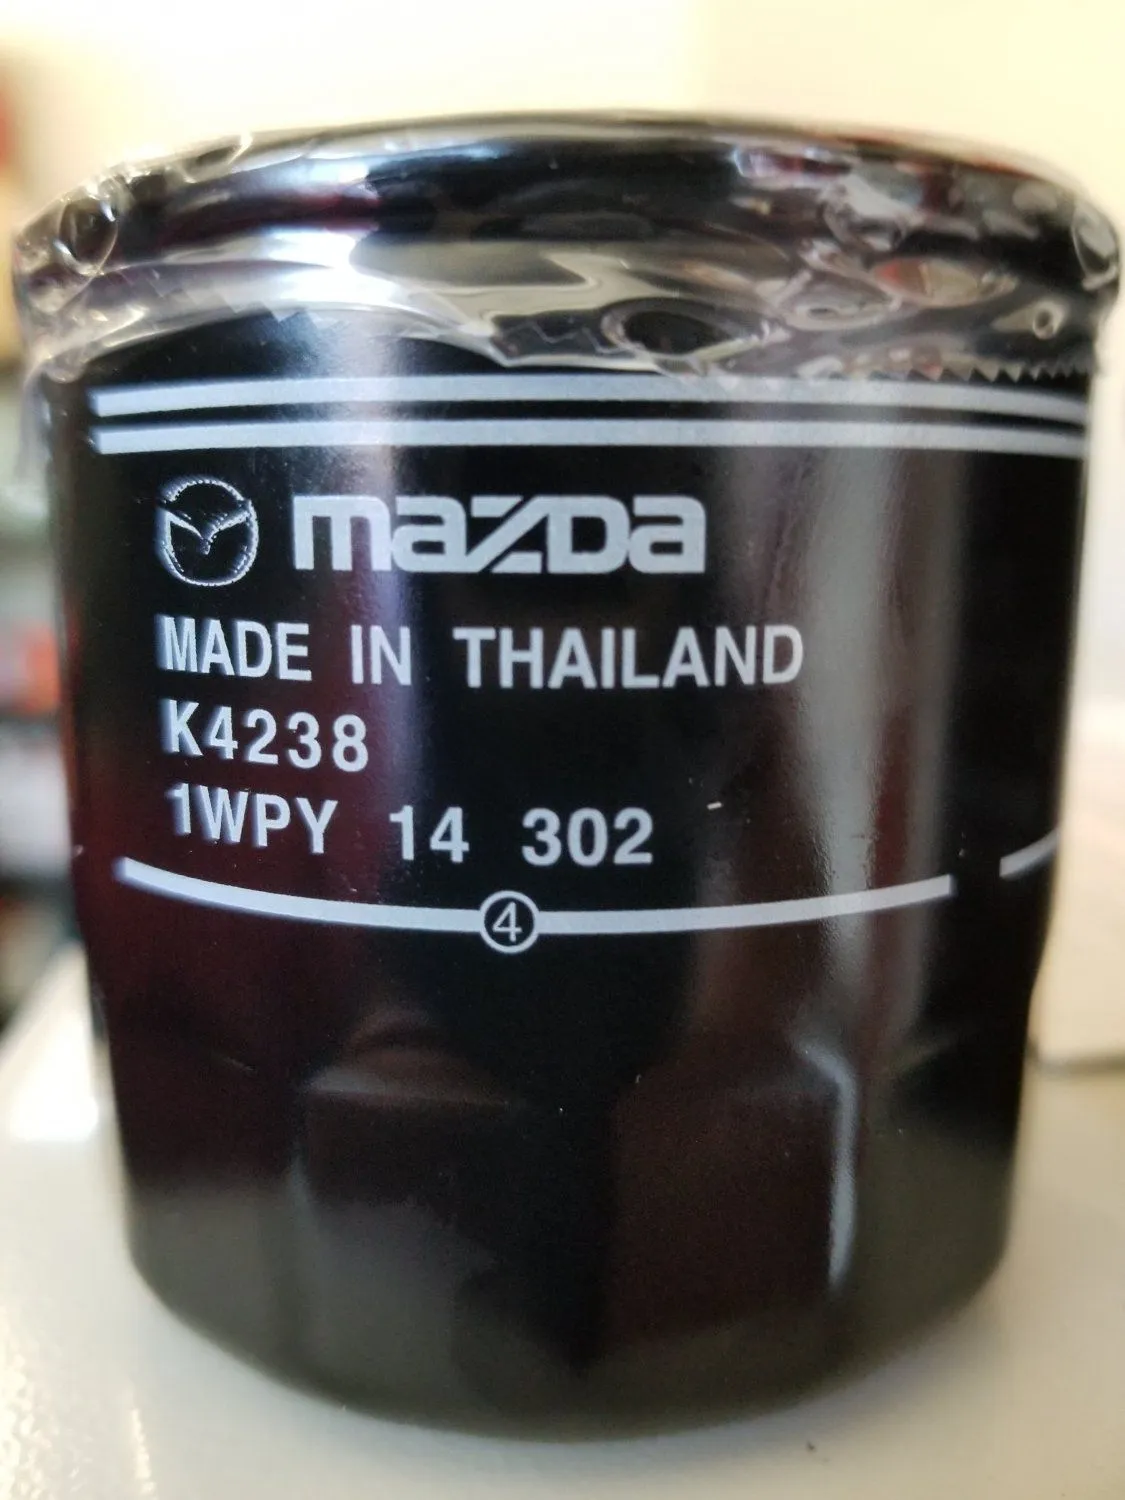 mazda
MADE IN THAILAND
K4238
1WPY 14 302
4